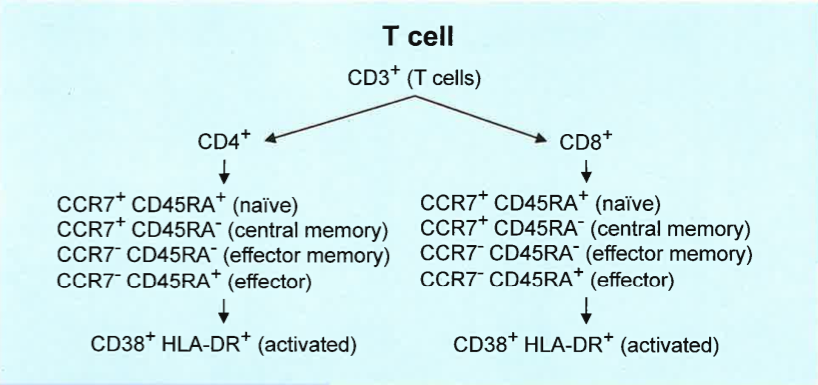 T cell
CD3⁺ (T cells)
CD4⁺
CD8⁺
CCR7⁺ CD45RA⁺ (naïve)
CCR7⁺ CD45RA⁻ (central memory)
CCR7⁻ CD45RA⁻ (effector memory)
CCR7⁻ CD45RA⁺ (effector)
CCR7⁺ CD45RA⁺ (naïve)
CCR7⁺ CD45RA⁻ (central memory)
CCR7⁻ CD45RA⁻ (effector memory)
CCR7⁻ CD45RA⁺ (effector)
CD38⁺ HLA-DR⁺ (activated)
CD38⁺ HLA-DR⁺ (activated)